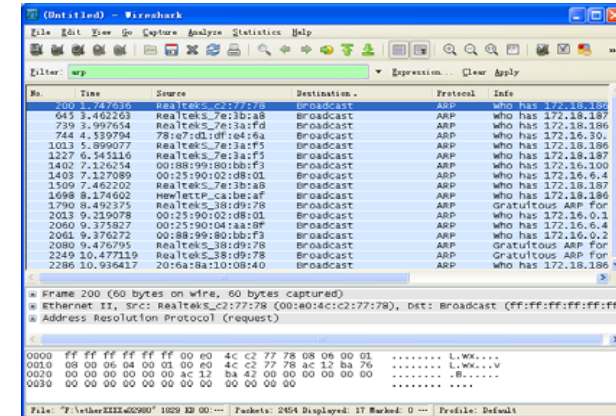 (Untitled) - Wireshark
File Edit View Go Capture Analyze Statistics Help
Filter: arp Expression... Clear Apply
No. Time Source Destination Protocol Info
200 1.747636 RealtekS_c2:77:78 Broadcast ARP who has 172.18.186
645 3.462263 RealtekS_7e:3b:a8 Broadcast ARP who has 172.18.187
739 3.997654 RealtekS_7e:3a:fd Broadcast ARP who has 172.18.186
744 4.539794 78:e7:d1:df:e4:6a Broadcast ARP who has 172.16.30.
1013 5.899077 RealtekS_7e:3a:f5 Broadcast ARP who has 172.18.186
1227 6.545116 RealtekS_7e:3a:f5 Broadcast ARP who has 172.18.187
1402 7.126254 00:88:99:80:bb:f3 Broadcast ARP who has 172.16.100
1403 7.127089 00:25:90:02:d8:01 Broadcast ARP who has 172.16.6.4
1509 7.462202 RealtekS_7e:3b:a8 Broadcast ARP who has 172.18.187
1698 8.174602 HewlettP_ca:be:af Broadcast ARP who has 172.18.186
1790 8.492375 RealtekS_38:d9:78 Broadcast ARP Gratuitous ARP for
2013 9.219078 00:25:90:02:d8:01 Broadcast ARP who has 172.16.0.1
2060 9.375827 00:25:90:04:aa:8f Broadcast ARP who has 172.16.6.4
2061 9.376272 00:88:99:80:bb:f3 Broadcast ARP who has 172.16.0.2
2080 9.476795 RealtekS_38:d9:78 Broadcast ARP Gratuitous ARP for
2249 10.477119 RealtekS_38:d9:78 Broadcast ARP Gratuitous ARP for
2286 10.936417 20:6a:8a:10:08:40 Broadcast ARP who has 172.18.186
Frame 200 (60 bytes on wire, 60 bytes captured)
Ethernet II, Src: RealtekS_c2:77:78 (00:e0:4c:c2:77:78), Dst: Broadcast (ff:ff:ff:ff:ff:ff
Address Resolution Protocol (request)
0000 ff ff ff ff ff ff 00 e0 4c c2 77 78 08 06 00 01 ........ L.wx....
0010 08 00 06 04 00 01 00 e0 4c c2 77 78 ac 12 ba 76 ........ L.wx...v
0020 00 00 00 00 00 00 ac 12 ba 42 00 00 00 00 00 00 ........ .B......
0030 00 00 00 00 00 00 00 00 00 00 00 00 ........ ....
Packets: 2454 Displayed: 17 Marked: 0 ··· Profile: Default